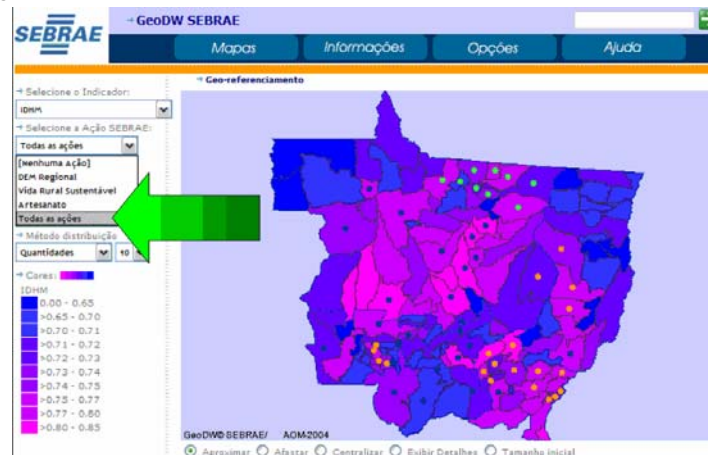 SEBRAE
GeoDW SEBRAE
Mapas Informações Opções Ajuda
Geo-referenciamento
Selecione o Indicador:
IDHM
Selecione a Ação SEBRAE:
Todas as ações
[Nenhuma Ação]
DEM Regional
Vida Rural Sustentável
Artesanato
Todas as ações
Método distribuição
Quantidades 10
Cores:
IDHM
0.00 - 0.65
>0.65 - 0.70
>0.70 - 0.71
>0.71 - 0.72
>0.72 - 0.73
>0.73 - 0.74
>0.74 - 0.75
>0.75 - 0.77
>0.77 - 0.80
>0.80 - 0.85
GeoDW© SEBRAE/ AOM-2004
Aproximar Afastar Centralizar Exibir Detalhes Tamanho inicial